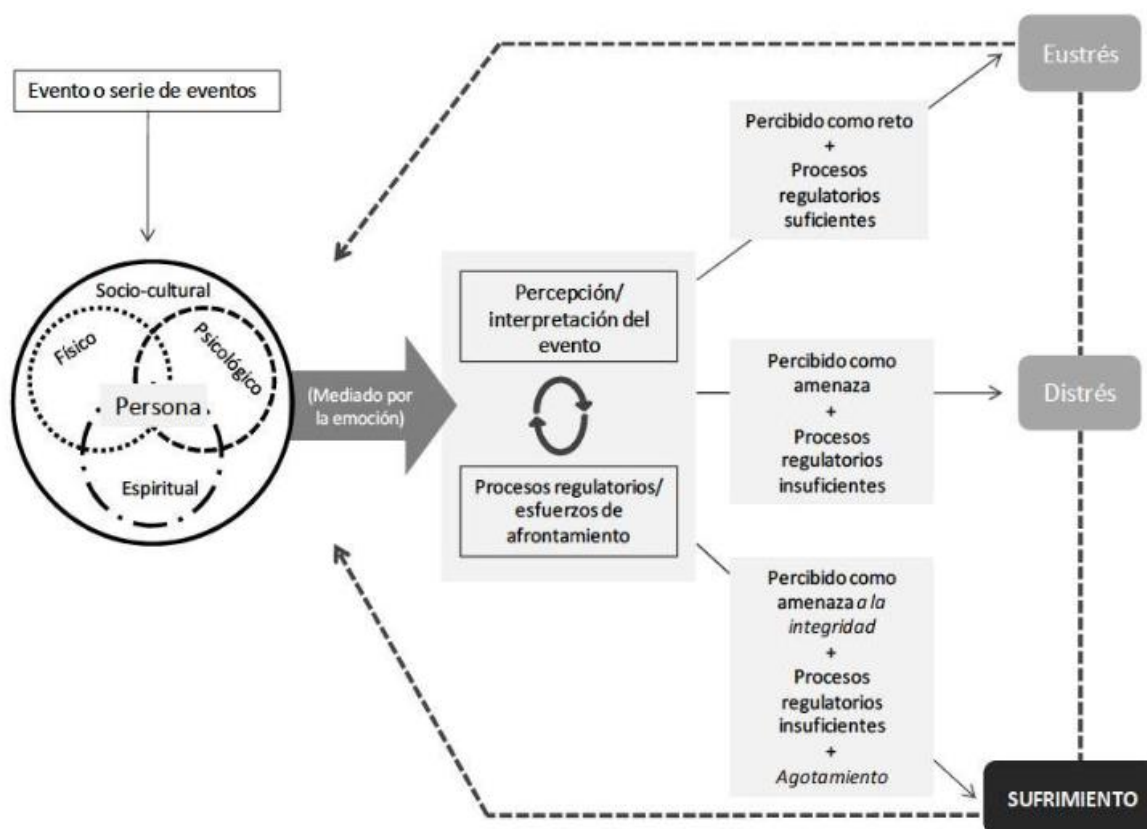 Evento o serie de eventos
Socio-cultural
Físico
Psicológico
Persona
Espiritual
(Mediado por
la emoción)
Percepción/
interpretación del
evento
Procesos regulatorios/
esfuerzos de
afrontamiento
Percibido como reto
+
Procesos
regulatorios
suficientes
Percibido como
amenaza
+
Procesos
regulatorios
insuficientes
Percibido como
amenaza a la
integridad
+
Procesos
regulatorios
insuficientes
+
Agotamiento
Eustrés
Distrés
SUFRIMIENTO